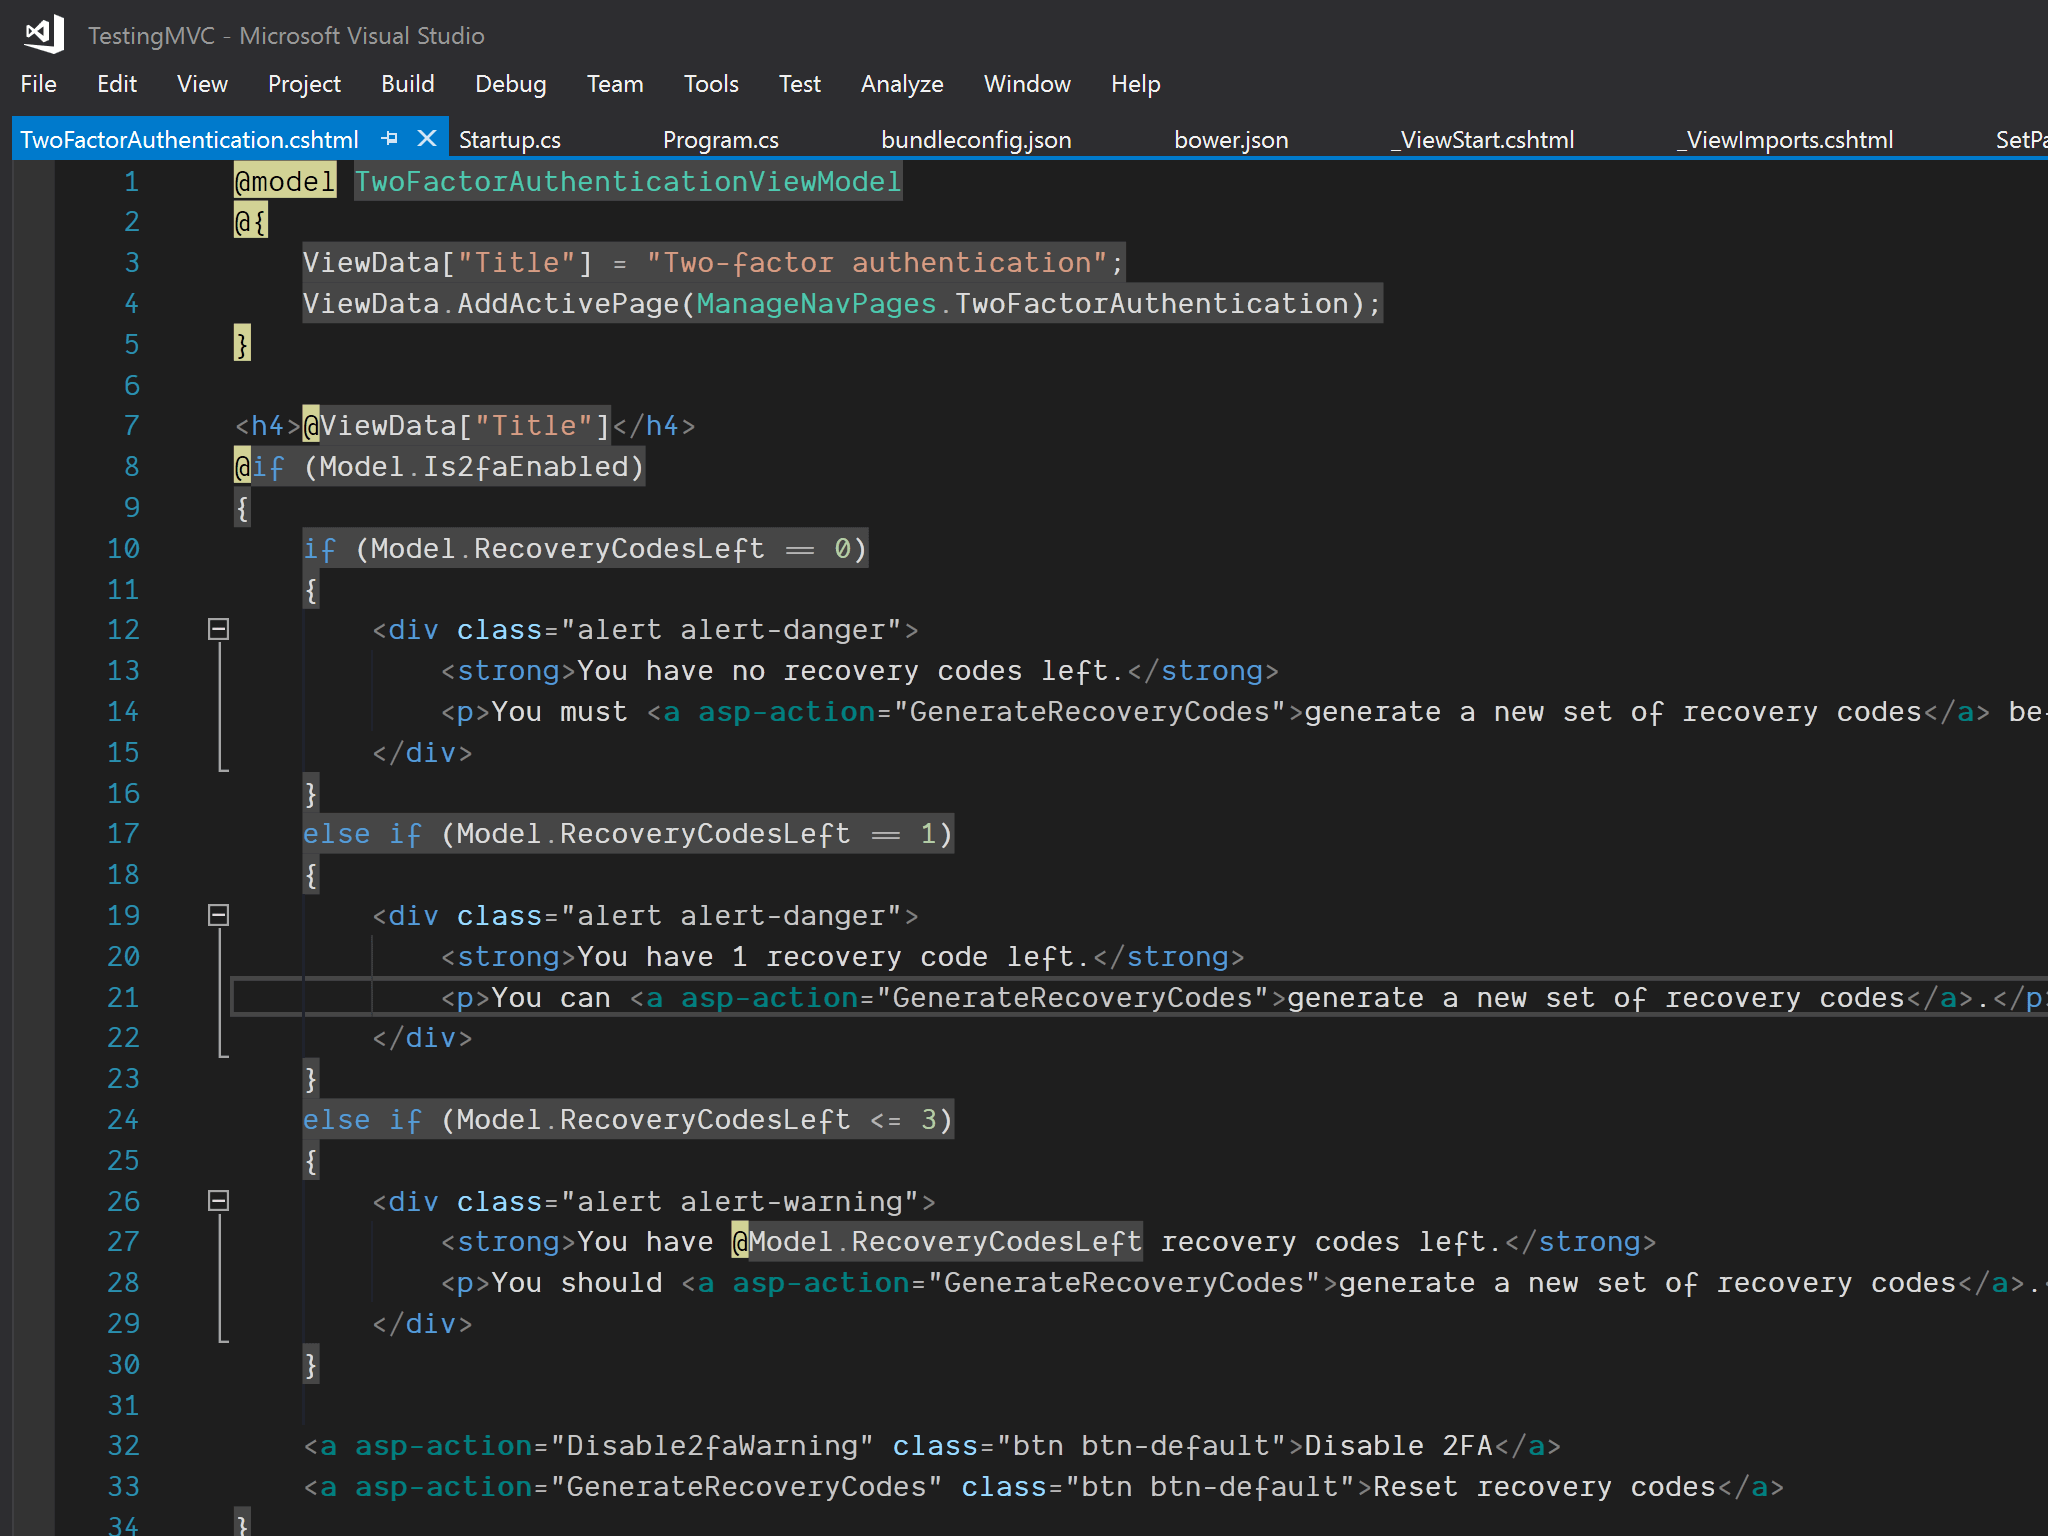 TestingMVC - Microsoft Visual Studio
File Edit View Project Build Debug Team Tools Test Analyze Window Help
TwoFactorAuthentication.cshtml Startup.cs Program.cs bundleconfig.json bower.json _ViewStart.cshtml _ViewImports.cshtml SetPa
1 @model TwoFactorAuthenticationViewModel
2 @{
3 ViewData["Title"] = "Two-factor authentication";
4 ViewData.AddActivePage(ManageNavPages.TwoFactorAuthentication);
5 }
6
7 <h4>@ViewData["Title"]</h4>
8 @if (Model.Is2faEnabled)
9 {
10 if (Model.RecoveryCodesLeft == 0)
11 {
12 <div class="alert alert-danger">
13 <strong>You have no recovery codes left.</strong>
14 <p>You must <a asp-action="GenerateRecoveryCodes">generate a new set of recovery codes</a> be
15 </div>
16 }
17 else if (Model.RecoveryCodesLeft == 1)
18 {
19 <div class="alert alert-danger">
20 <strong>You have 1 recovery code left.</strong>
21 <p>You can <a asp-action="GenerateRecoveryCodes">generate a new set of recovery codes</a>.</p>
22 </div>
23 }
24 else if (Model.RecoveryCodesLeft <= 3)
25 {
26 <div class="alert alert-warning">
27 <strong>You have @Model.RecoveryCodesLeft recovery codes left.</strong>
28 <p>You should <a asp-action="GenerateRecoveryCodes">generate a new set of recovery codes</a>.
29 </div>
30 }
31
32 <a asp-action="Disable2faWarning" class="btn btn-default">Disable 2FA</a>
33 <a asp-action="GenerateRecoveryCodes" class="btn btn-default">Reset recovery codes</a>
34 }